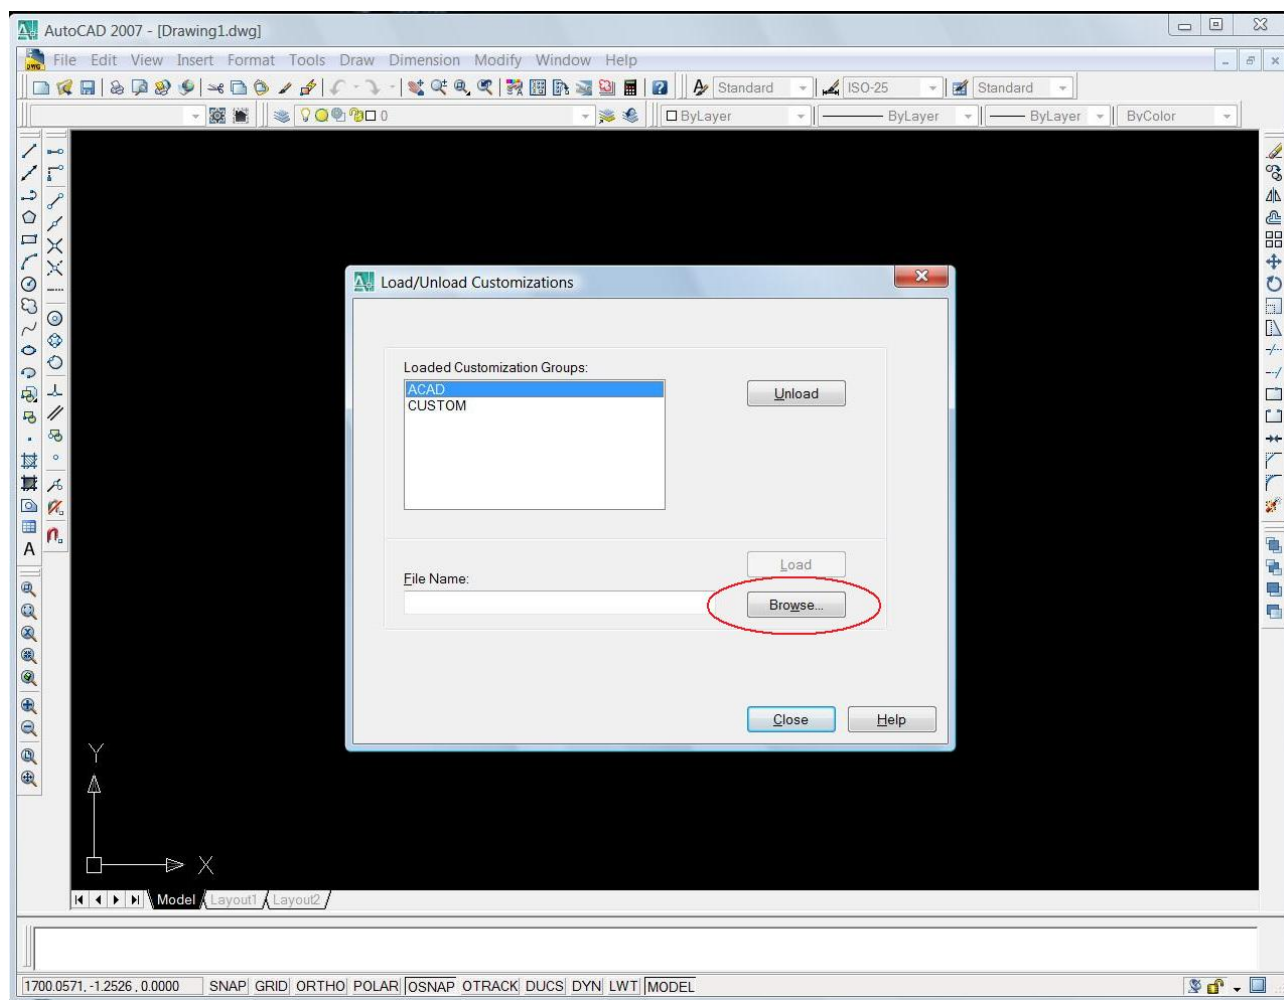 AutoCAD 2007 - [Drawing1.dwg]
File Edit View Insert Format Tools Draw Dimension Modify Window Help
Standard ISO-25 Standard
0 ByLayer ByLayer ByLayer ByColor
Load/Unload Customizations
Loaded Customization Groups:
ACAD
Unload
CUSTOM
Load
File Name:
Browse...
Close Help
Y
X
Model Layout1 Layout2
1700.0571, -1.2526 , 0.0000 SNAP GRID ORTHO POLAR OSNAP OTRACK DUCS DYN LWT MODEL